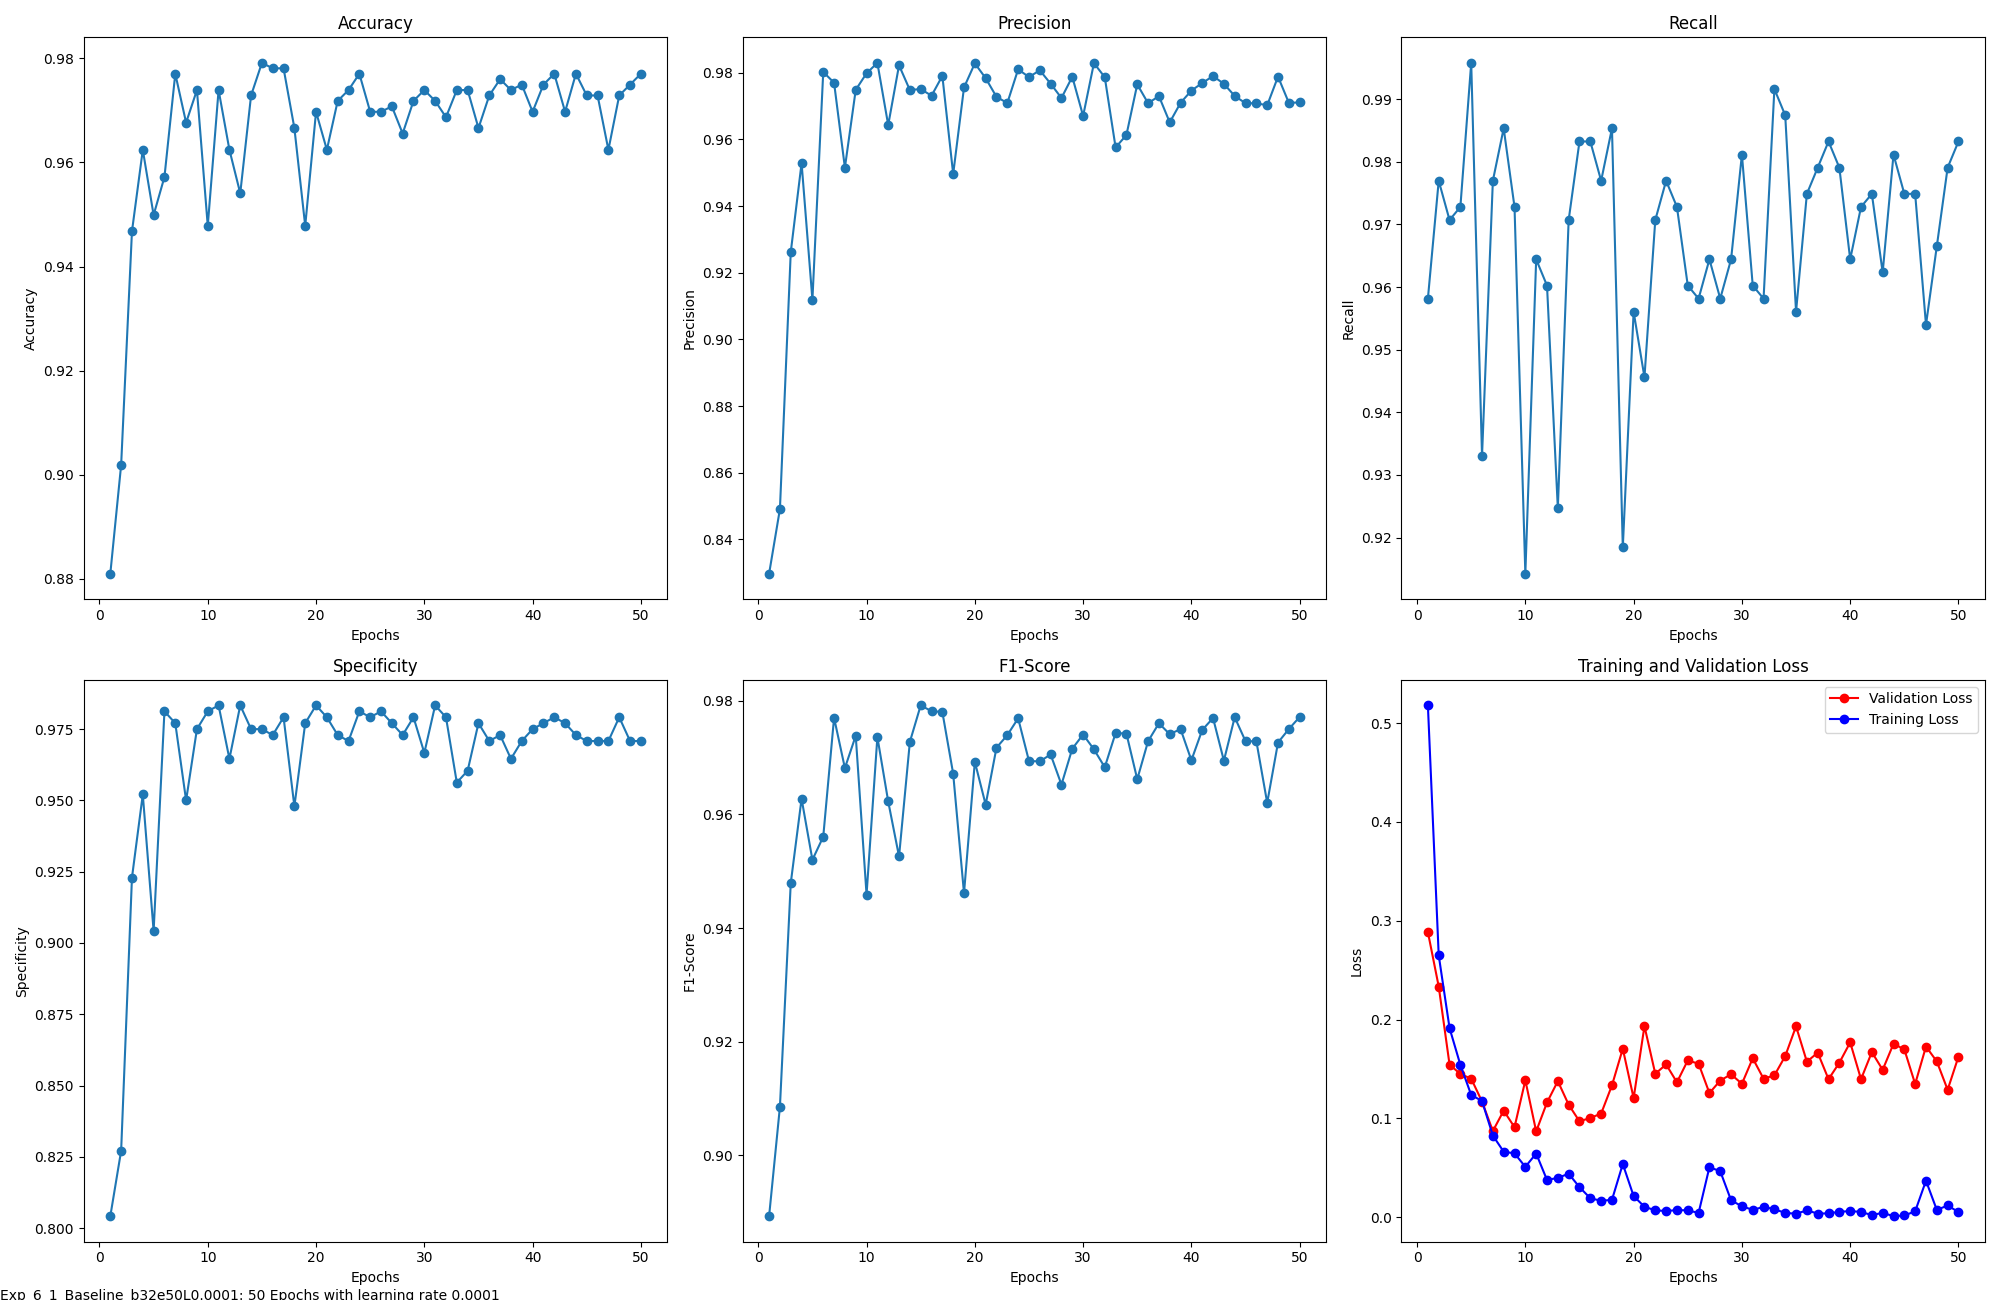 Accuracy
Accuracy
0.98
0.96
0.94
0.92
0.90
0.88
0 10 20 30 40 50
Epochs
Precision
Precision
0.98
0.96
0.94
0.92
0.90
0.88
0.86
0.84
0 10 20 30 40 50
Epochs
Recall
Recall
0.99
0.98
0.97
0.96
0.95
0.94
0.93
0.92
0 10 20 30 40 50
Epochs
Specificity
Specificity
0.975
0.950
0.925
0.900
0.875
0.850
0.825
0.800
0 10 20 30 40 50
Epochs
F1-Score
F1-Score
0.98
0.96
0.94
0.92
0.90
0 10 20 30 40 50
Epochs
Training and Validation Loss
Validation Loss
Training Loss
Loss
0.5
0.4
0.3
0.2
0.1
0.0
0 10 20 30 40 50
Epochs
Exp_6_1_Baseline_b32e50L0.0001: 50 Epochs with learning rate 0.0001